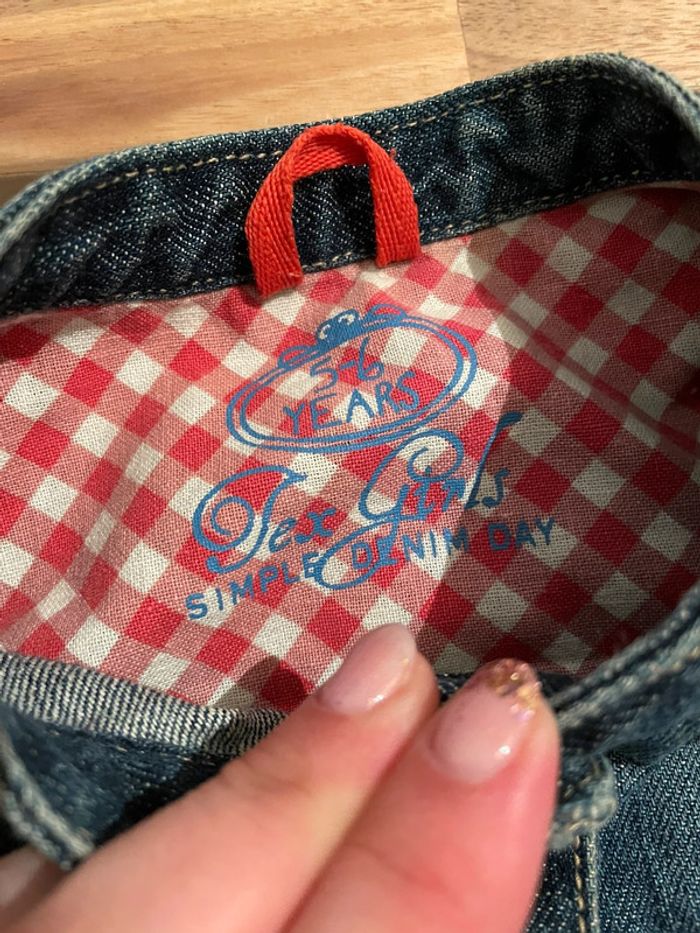 5-6
YEARS
Tex Girls
SIMPLE DENIM DAY